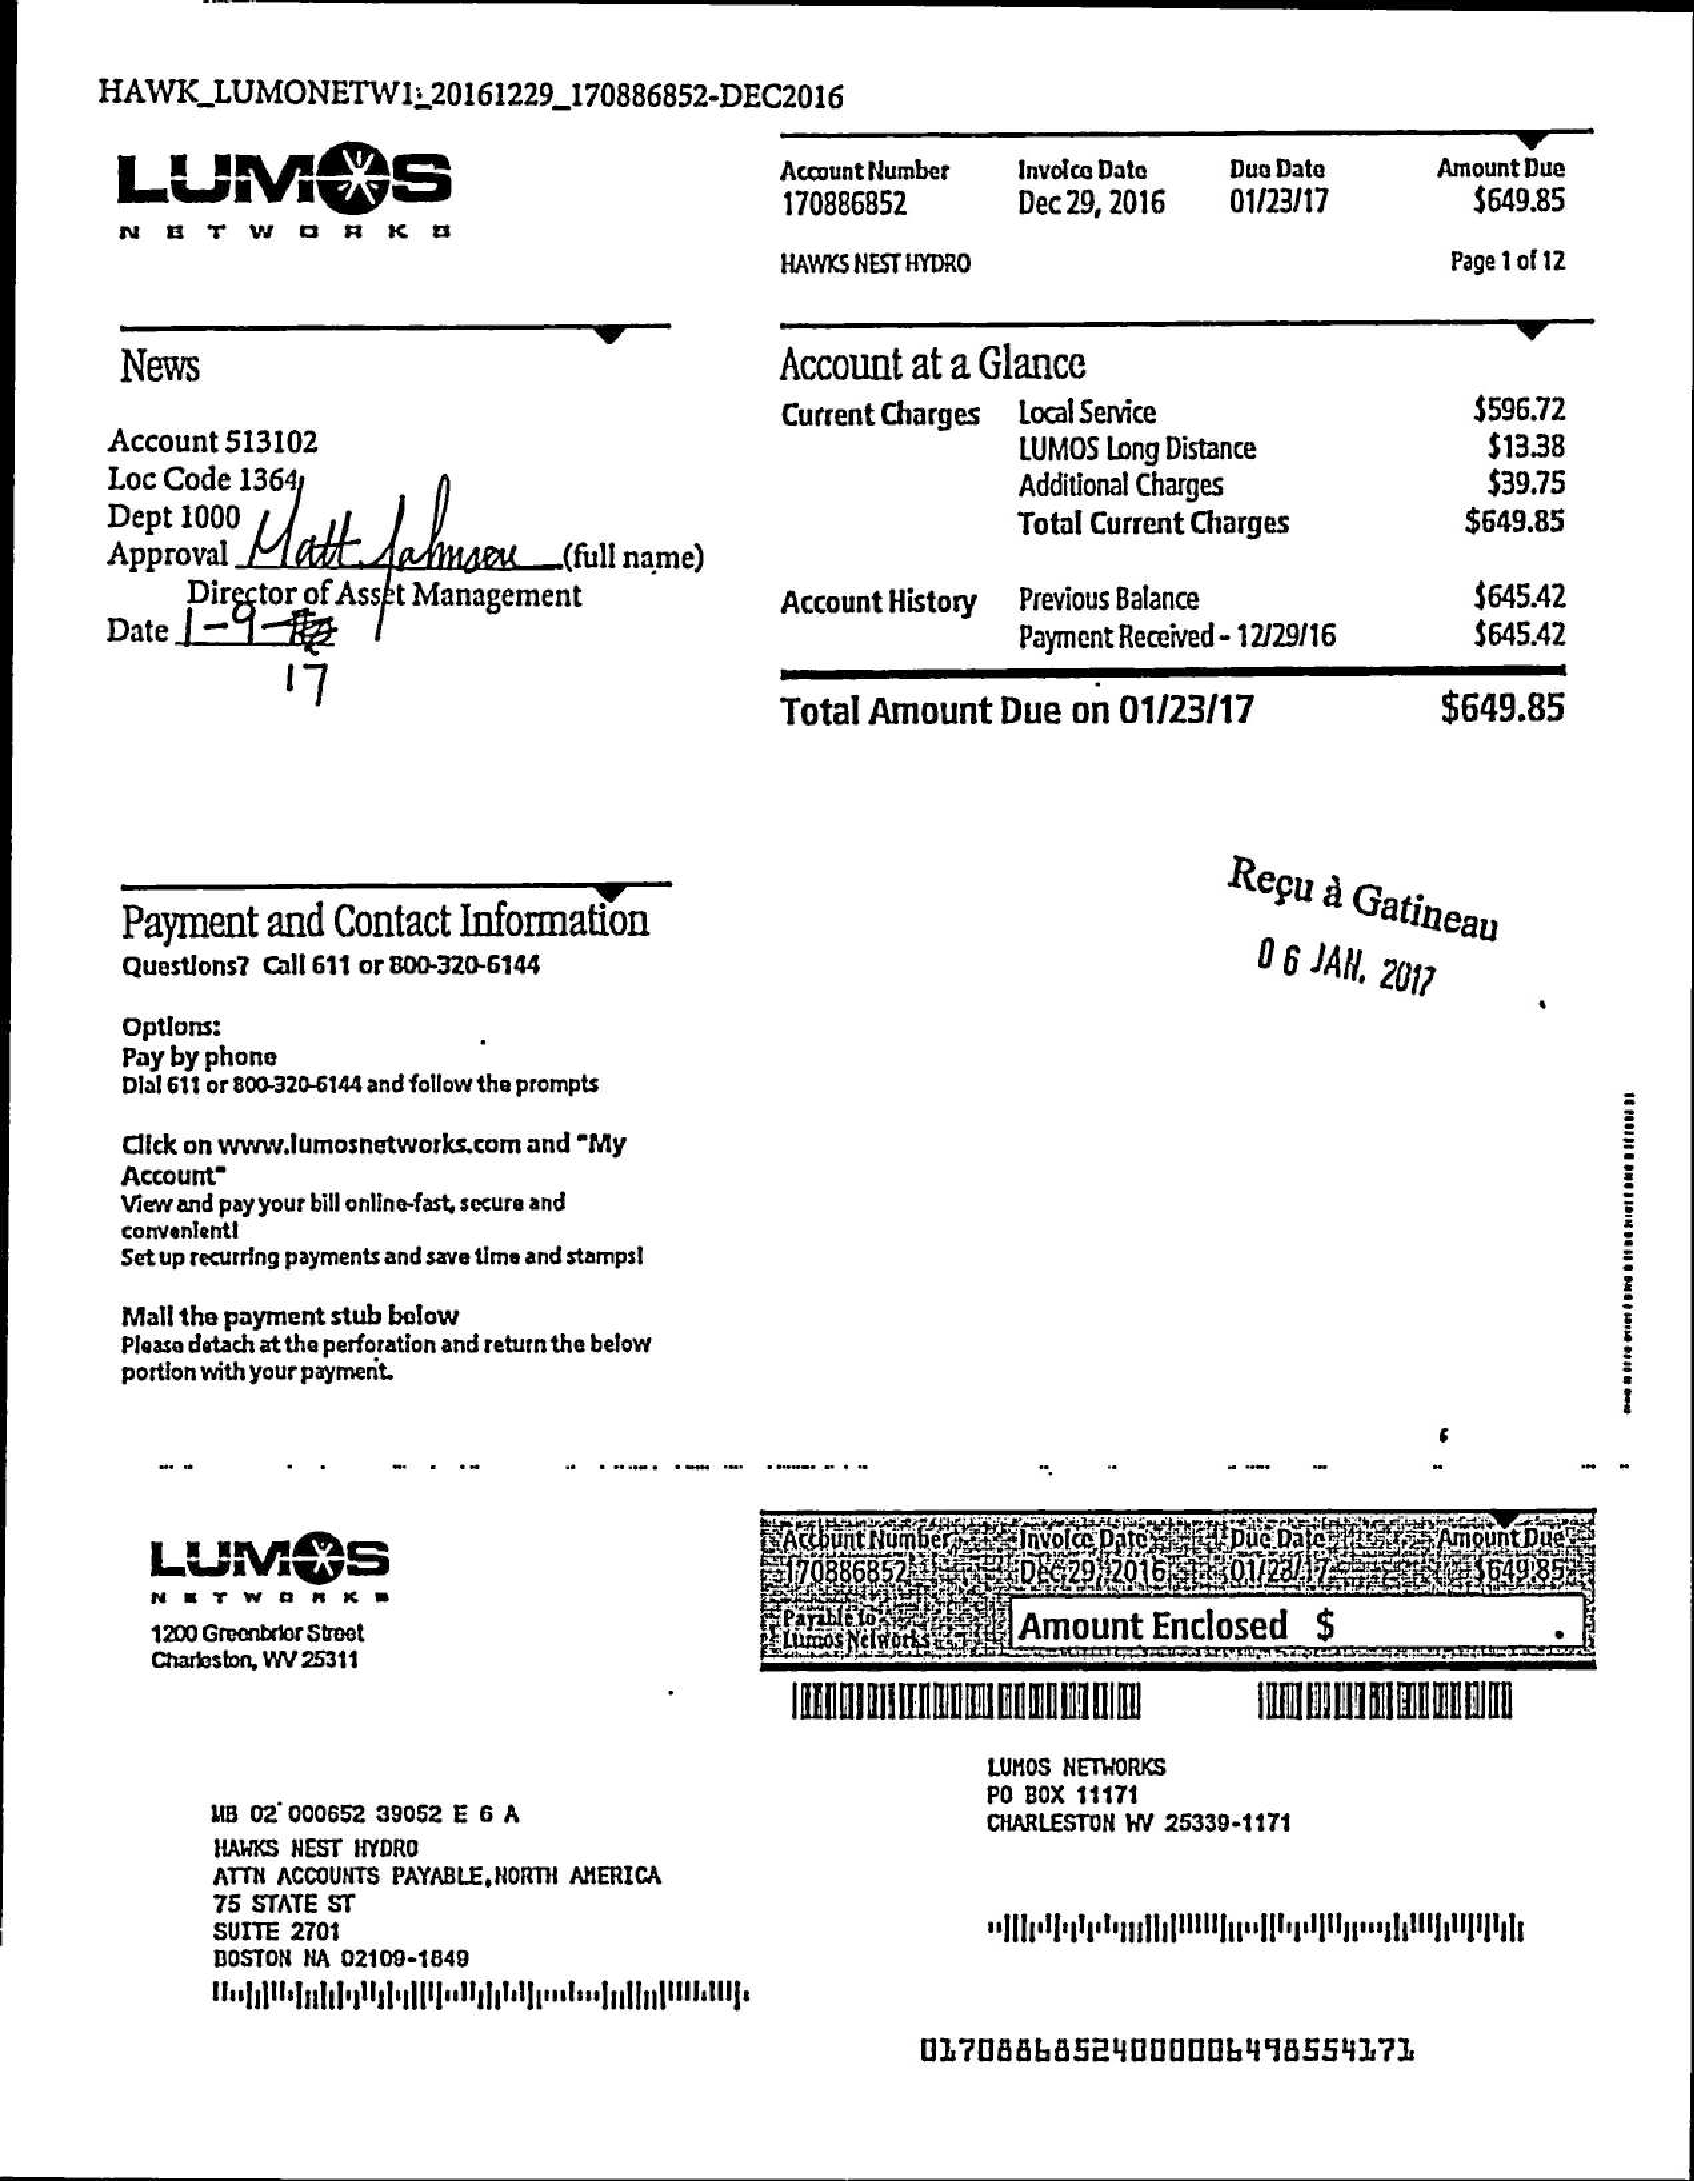 HAWK_LUMONETW1:_20161229_170886852-DEC2016
LUMOS
NETWORKS
Account Number Invoice Date Due Date Amount Due
170886852 Dec 29, 2016 01/23/17 $649.85
HAWKS NEST HYDRO Page 1 of 12
News
Account 513102
Loc Code 1364
Dept 1000
Approval Matt Johnson (full name)
Director of Asset Management
Date 1-9-
17
Account at a Glance
Current Charges Local Service $596.72
LUMOS Long Distance $13.38
Additional Charges $39.75
Total Current Charges $649.85
Account History Previous Balance $645.42
Payment Received - 12/29/16 $645.42
Total Amount Due on 01/23/17 $649.85
Reçu à Gatineau
06 JAN. 2017
Payment and Contact Information
Questions? Call 611 or 800-320-6144
Options:
Pay by phone
Dial 611 or 800-320-6144 and follow the prompts
Click on www.lumosnetworks.com and "My
Account"
View and pay your bill online-fast, secure and
convenient!
Set up recurring payments and save time and stamps!
Mail the payment stub below
Please detach at the perforation and return the below
portion with your payment.
LUMOS
NETWORKS
1200 Greenbrier Street
Charleston, WV 25311
Account Number Invoice Date Due Date Amount Due
170886852 Dec 29, 2016 01/23/17 $649.85
Payable to
Lumos Networks
Amount Enclosed $ .
LUMOS NETWORKS
PO BOX 11171
CHARLESTON WV 25339-1171
MB 02 000652 39052 E 6 A
HAWKS NEST HYDRO
ATTN ACCOUNTS PAYABLE,NORTH AMERICA
75 STATE ST
SUITE 2701
BOSTON MA 02109-1849
01708868524000006498554171